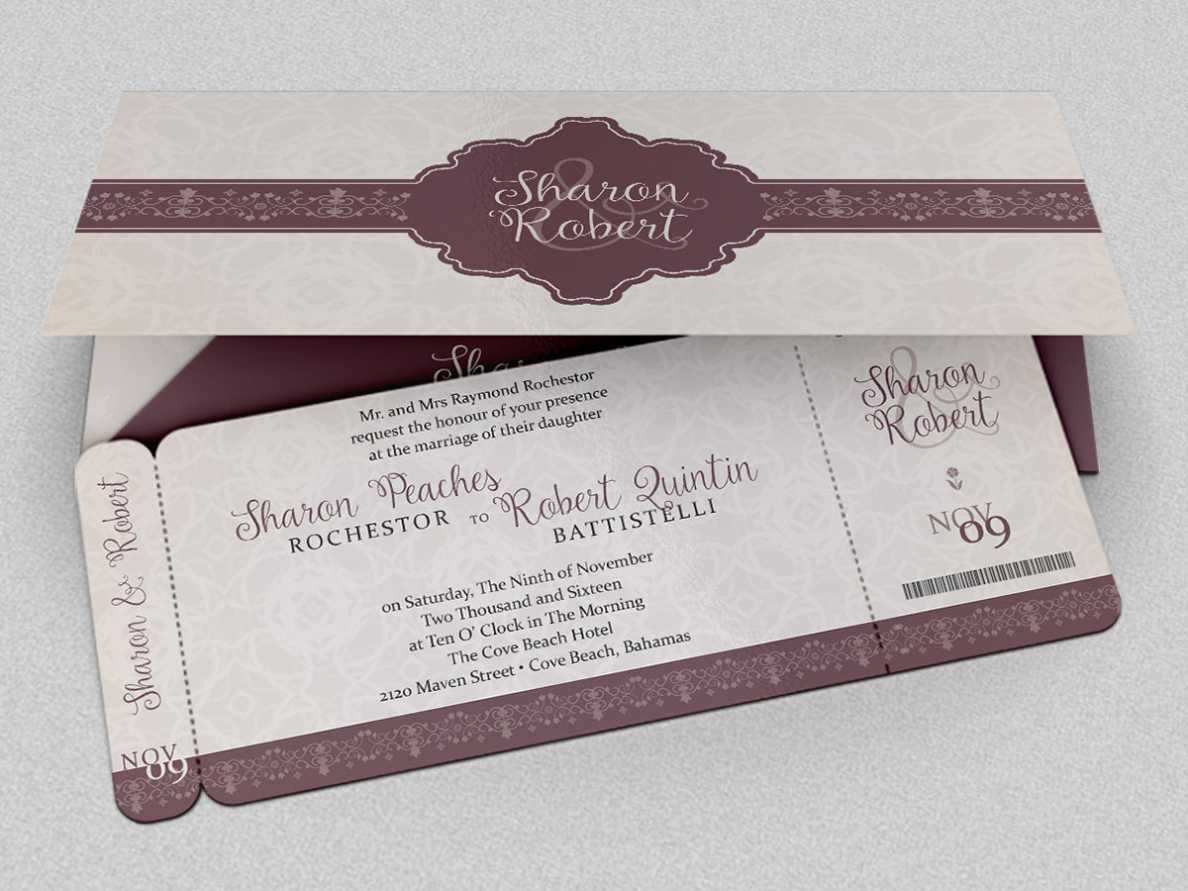 Sharon
&
Robert
Sharon
Mr. and Mrs Raymond Rochestor
request the honour of your presence
at the marriage of their daughter
Sharon Peaches
ROCHESTOR TO Robert Quintin
BATTISTELLI
on Saturday, The Ninth of November
Two Thousand and Sixteen
at Ten O' Clock in The Morning
The Cove Beach Hotel
2120 Maven Street • Cove Beach, Bahamas
Sharon & Robert
NOV
09
Sharon
&
Robert
NOV
09